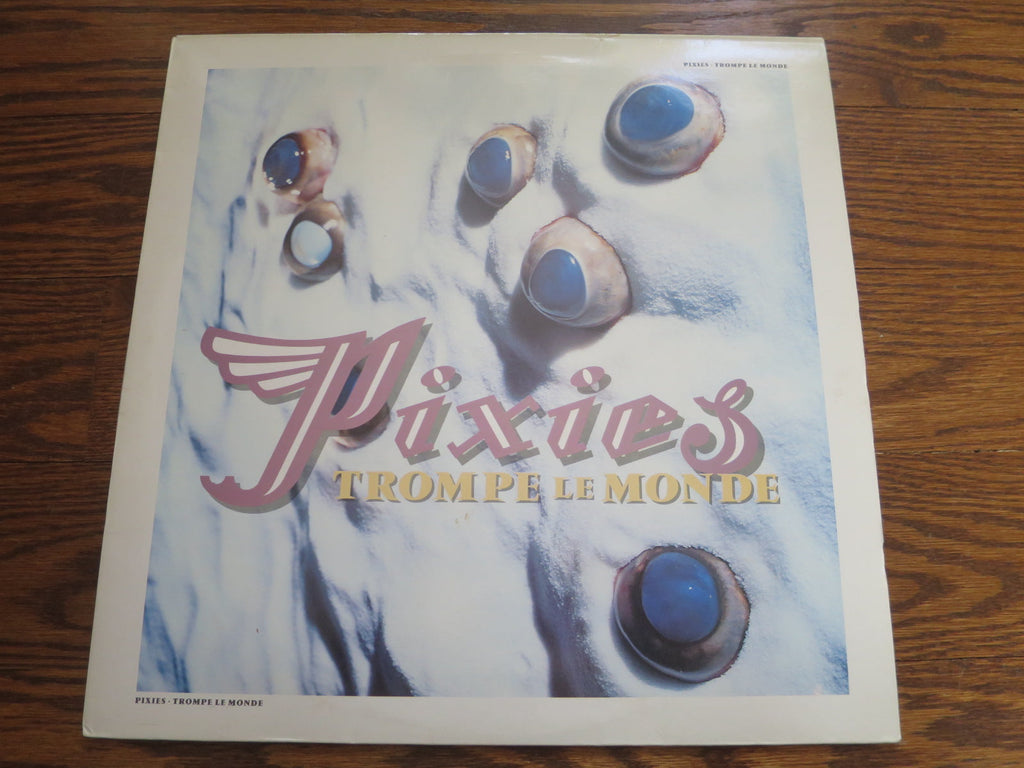 PIXIES · TROMPE LE MONDE
Pixies
TROMPE LE MONDE
PIXIES · TROMPE LE MONDE